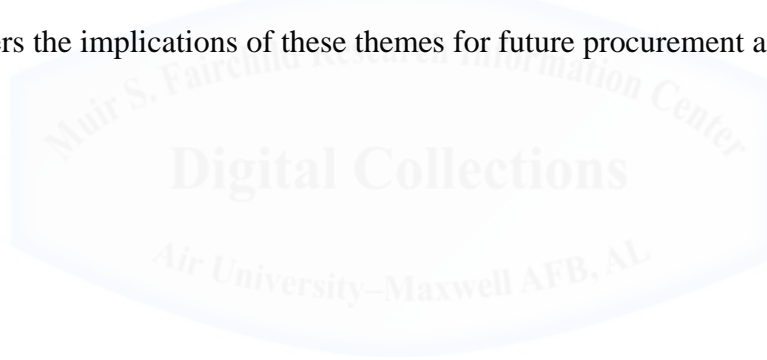 ers the implications of these themes for future procurement a
Muir S. Fairchild Research Information Center
Digital Collections
Air University–Maxwell AFB, AL